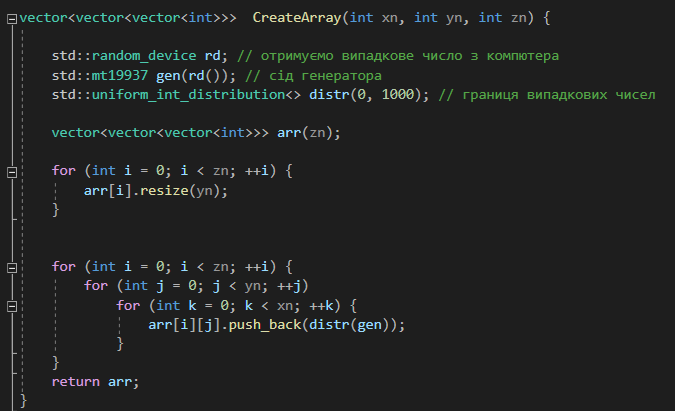 vector<vector<vector<int>>>  CreateArray(int xn, int yn, int zn) {
std::random_device rd; // отримуємо випадкове число з компютера
std::mt19937 gen(rd()); // сід генератора
std::uniform_int_distribution<> distr(0, 1000); // границя випадкових чисел
vector<vector<vector<int>>> arr(zn);
for (int i = 0; i < zn; ++i) {
arr[i].resize(yn);
}
for (int i = 0; i < zn; ++i) {
for (int j = 0; j < yn; ++j)
for (int k = 0; k < xn; ++k) {
arr[i][j].push_back(distr(gen));
}
}
return arr;
}